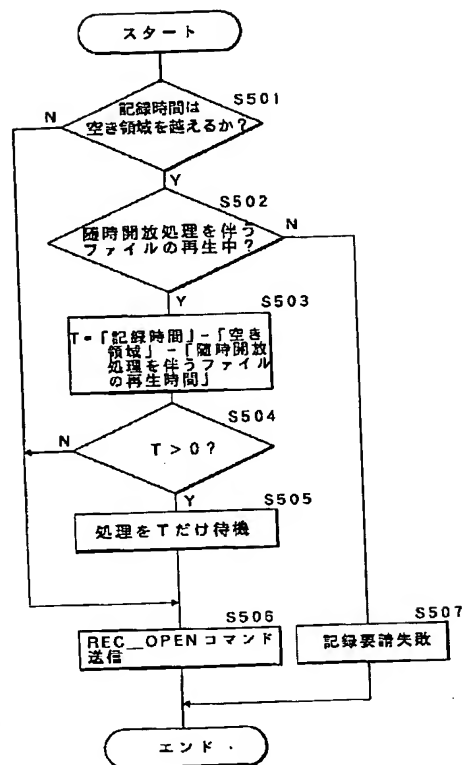 スタート
S501
N
記録時間は
空き領域を越えるか?
Y
S502
随時開放処理を伴う
ファイルの再生中?
N
Y
S503
T=「記録時間」-「空き
領域」-「随時開放
処理を伴うファイル
の再生時間」
S504
N
T > 0?
Y
S505
処理をTだけ待機
S506
REC_OPENコマンド
送信
S507
記録要請失敗
エンド